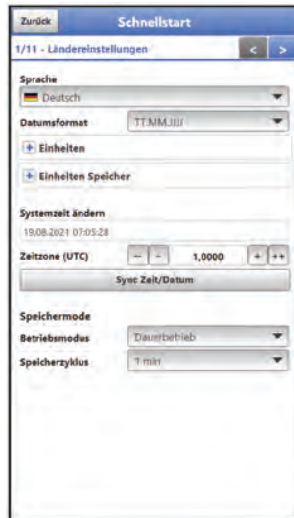 Zurück Schnellstart
1/11 - Ländereinstellungen < >
Sprache
Deutsch
Datumsformat TT.MM.JJJJ
+ Einheiten
+ Einheiten Speicher
Systemzeit ändern
19.08.2021 07:05:28
Zeitzone (UTC) -- - 1,0000 + ++
Sync Zeit/Datum
Speichermode
Betriebsmodus Dauerbetrieb
Speicherzyklus 1 min